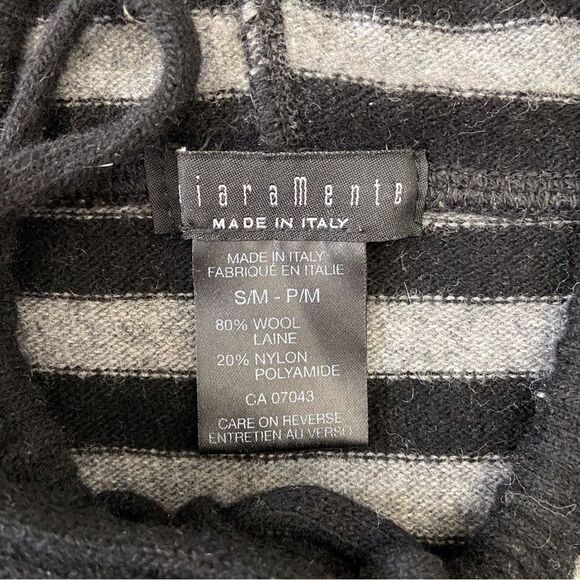 iaraMente
MADE IN ITALY
MADE IN ITALY
FABRIQUÉ EN ITALIE
S/M - P/M
80% WOOL
LAINE
20% NYLON
POLYAMIDE
CA 07043
CARE ON REVERSE
ENTRETIEN AU VERSO